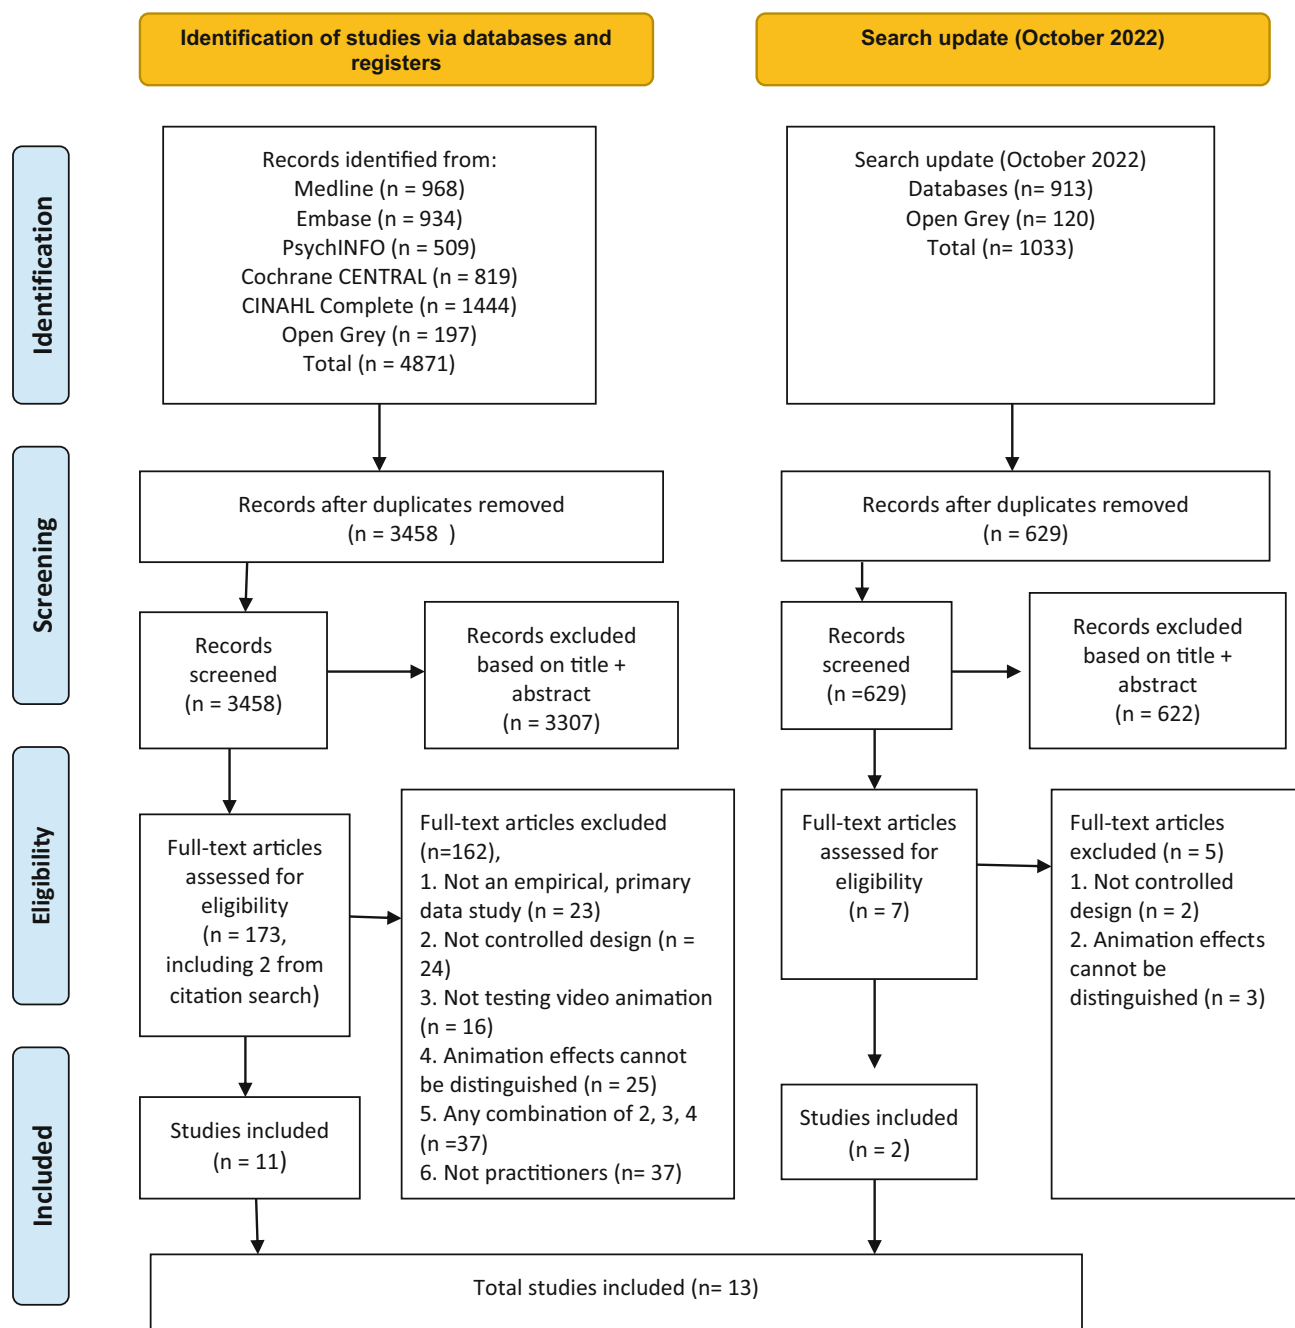 Identification of studies via databases and
registers
Search update (October 2022)
Identification
Records identified from:
Medline (n = 968)
Embase (n = 934)
PsychINFO (n = 509)
Cochrane CENTRAL (n = 819)
CINAHL Complete (n = 1444)
Open Grey (n = 197)
Total (n = 4871)
Search update (October 2022)
Databases (n= 913)
Open Grey (n= 120)
Total (n= 1033)
Screening
Records after duplicates removed
(n = 3458 )
Records after duplicates removed
(n = 629)
Records
screened
(n = 3458)
Records excluded
based on title +
abstract
(n = 3307)
Records
screened
(n =629)
Records excluded
based on title +
abstract
(n = 622)
Eligibility
Full-text articles
assessed for
eligibility
(n = 173,
including 2 from
citation search)
Full-text articles excluded
(n=162),
1. Not an empirical, primary
data study (n = 23)
2. Not controlled design (n =
24)
3. Not testing video animation
(n = 16)
4. Animation effects cannot
be distinguished (n = 25)
5. Any combination of 2, 3, 4
(n =37)
6. Not practitioners (n= 37)
Full-text articles
assessed for
eligibility
(n = 7)
Full-text articles
excluded (n = 5)
1. Not controlled
design (n = 2)
2. Animation effects
cannot be
distinguished (n = 3)
Included
Studies included
(n = 11)
Studies included
(n = 2)
Total studies included (n= 13)